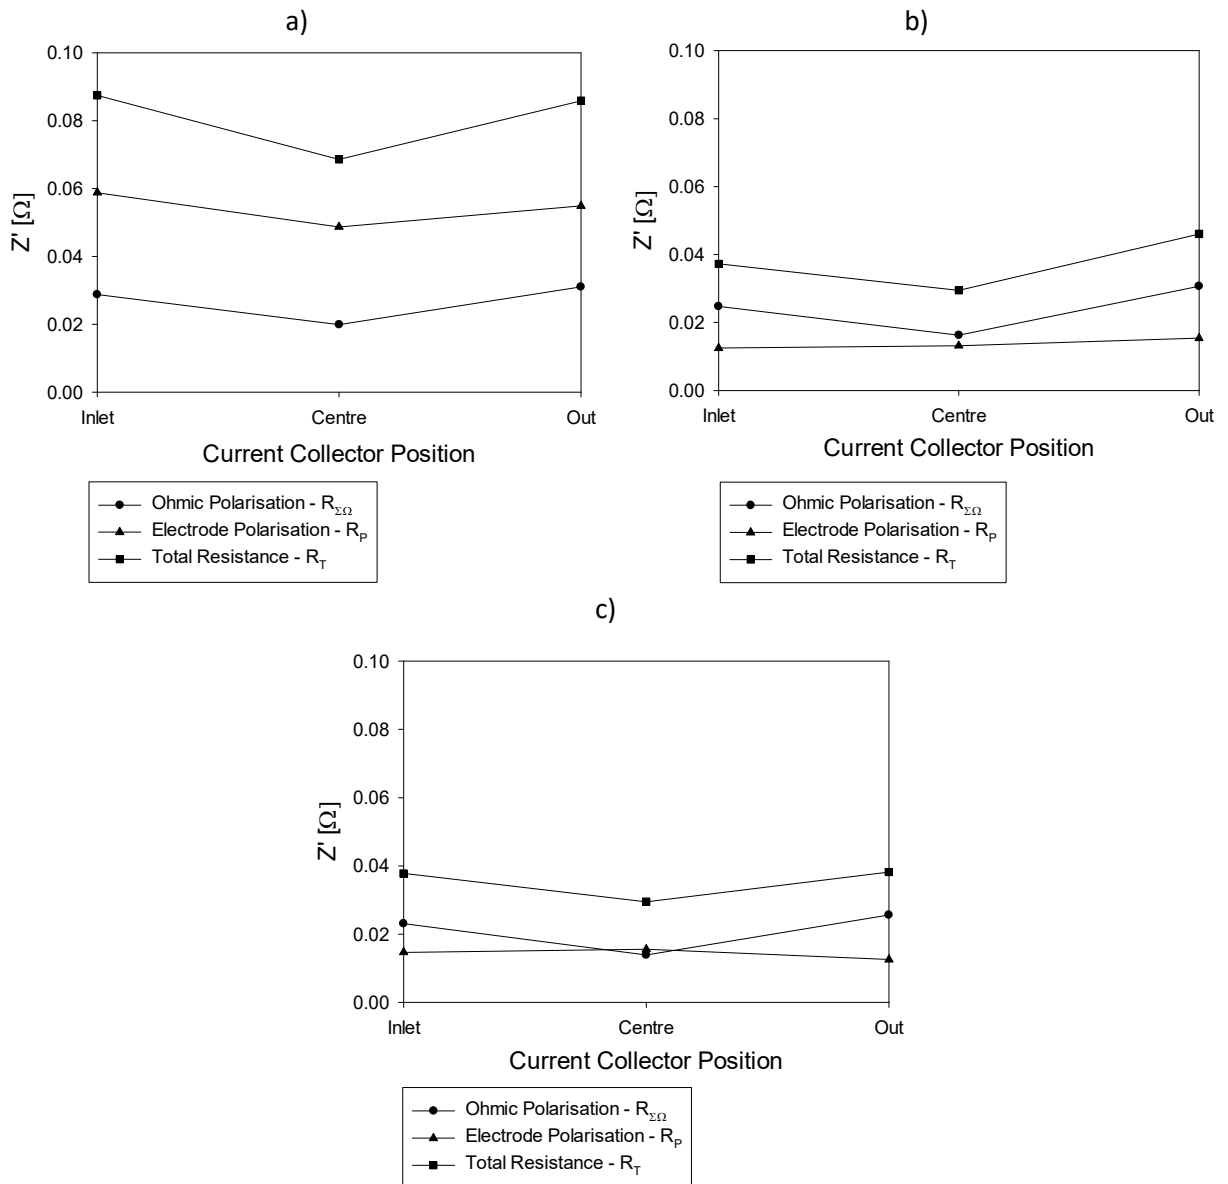 a)
0.10
0.08
0.06
0.04
0.02
0.00
Z' [Ω]
Inlet
Centre
Out
Current Collector Position
Ohmic Polarisation - RΣΩ
Electrode Polarisation - RP
Total Resistance - RT
b)
0.10
0.08
0.06
0.04
0.02
0.00
Z' [Ω]
Inlet
Centre
Out
Current Collector Position
Ohmic Polarisation - RΣΩ
Electrode Polarisation - RP
Total Resistance - RT
c)
0.10
0.08
0.06
0.04
0.02
0.00
Z' [Ω]
Inlet
Centre
Out
Current Collector Position
Ohmic Polarisation - RΣΩ
Electrode Polarisation - RP
Total Resistance - RT